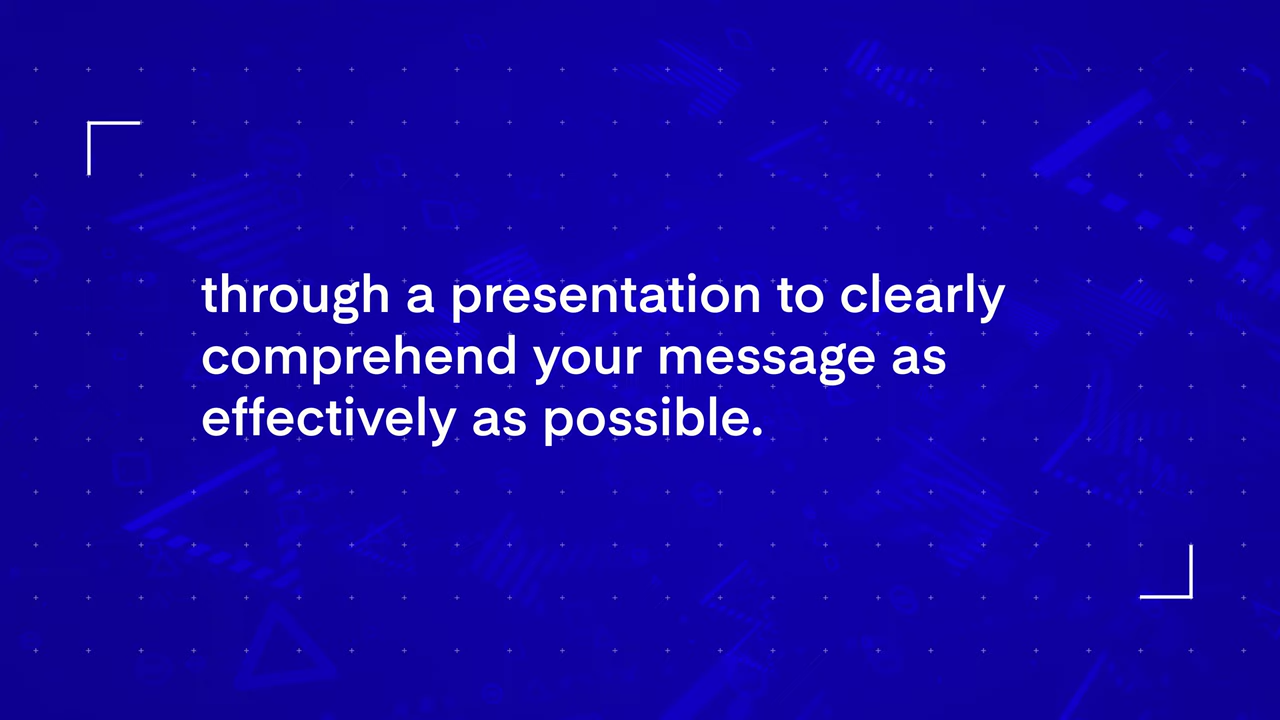 through a presentation to clearly
comprehend your message as
effectively as possible.